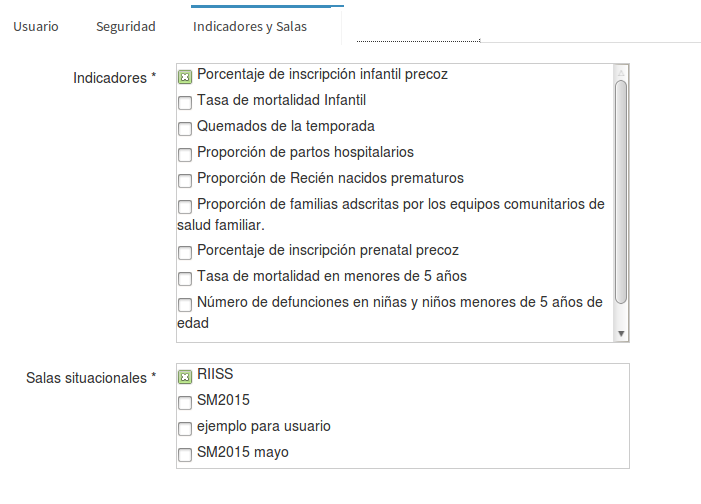 Usuario Seguridad Indicadores y Salas
Indicadores *
Porcentaje de inscripción infantil precoz
Tasa de mortalidad Infantil
Quemados de la temporada
Proporción de partos hospitalarios
Proporción de Recién nacidos prematuros
Proporción de familias adscritas por los equipos comunitarios de
salud familiar.
Porcentaje de inscripción prenatal precoz
Tasa de mortalidad en menores de 5 años
Número de defunciones en niñas y niños menores de 5 años de
edad
Salas situacionales *
RIISS
SM2015
ejemplo para usuario
SM2015 mayo